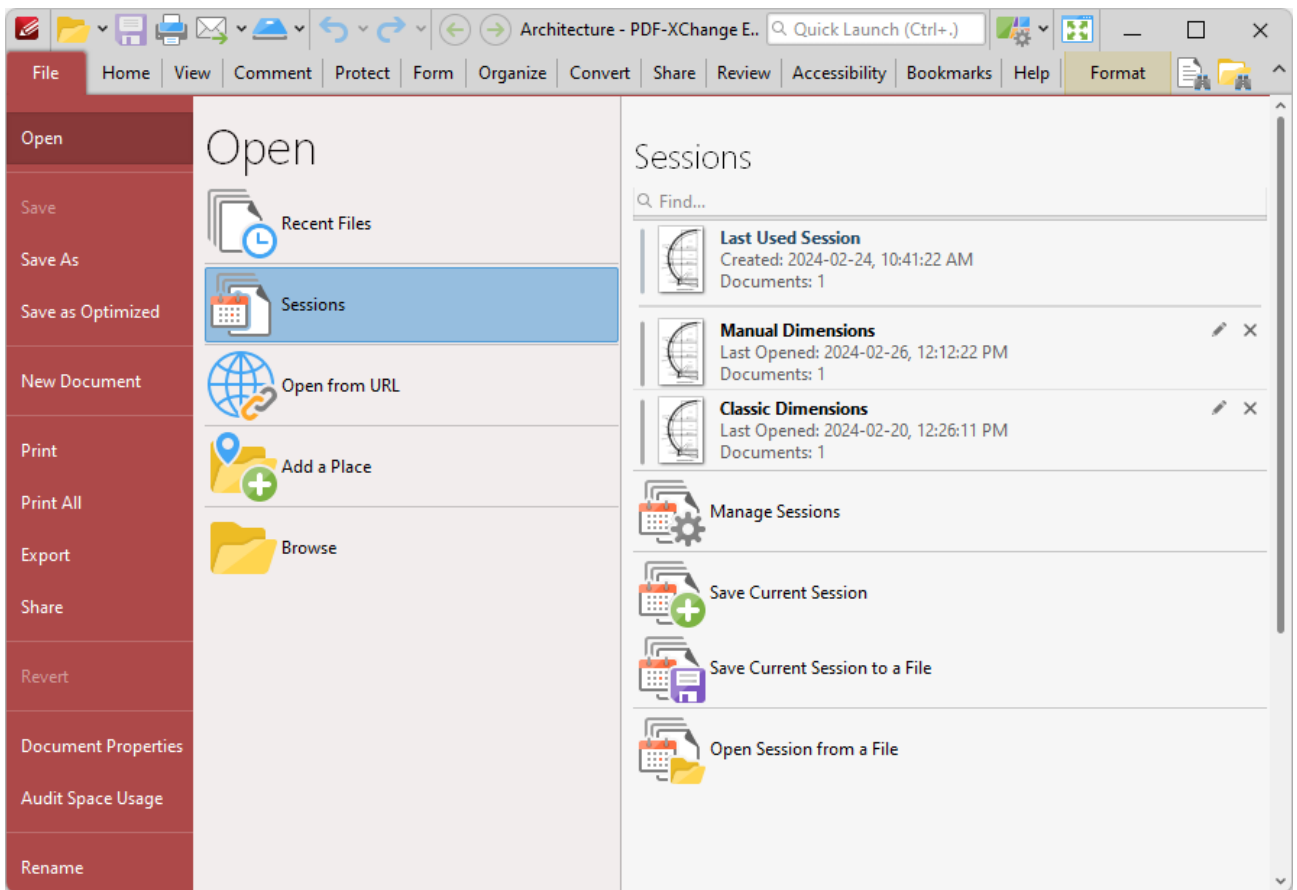 Architecture - PDF-XChange E..
Quick Launch (Ctrl+.)
File Home View Comment Protect Form Organize Convert Share Review Accessibility Bookmarks Help Format
Open
Save
Save As
Save as Optimized
New Document
Print
Print All
Export
Share
Revert
Document Properties
Audit Space Usage
Rename
Open
Recent Files
Sessions
Open from URL
Add a Place
Browse
Sessions
Find...
Last Used Session
Created: 2024-02-24, 10:41:22 AM
Documents: 1
Manual Dimensions
Last Opened: 2024-02-26, 12:12:22 PM
Documents: 1
Classic Dimensions
Last Opened: 2024-02-20, 12:26:11 PM
Documents: 1
Manage Sessions
Save Current Session
Save Current Session to a File
Open Session from a File